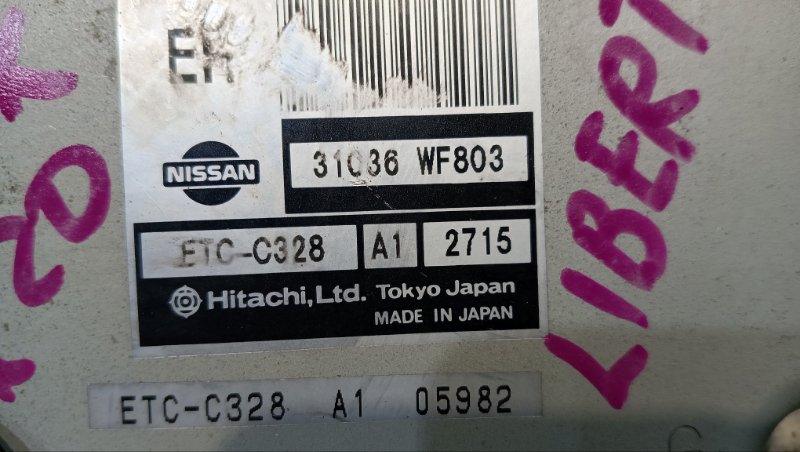 NISSAN
31036 WF803
ETC-C328 A1 2715
Hitachi, Ltd. Tokyo Japan
MADE IN JAPAN
ETC-C328 A1 05982
LIBERT
20